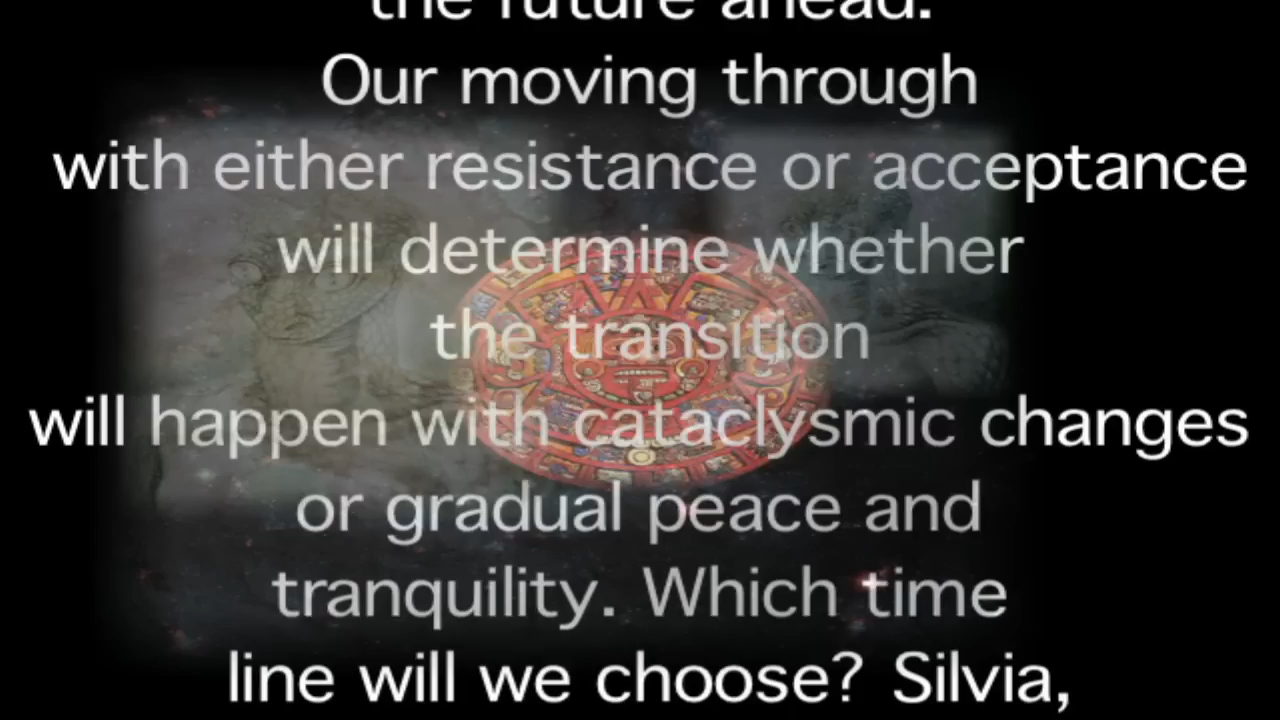 the future ahead.
Our moving through
with either resistance or acceptance
will determine whether
the transition
will happen with cataclysmic changes
or gradual peace and
tranquility. Which time
line will we choose? Silvia,